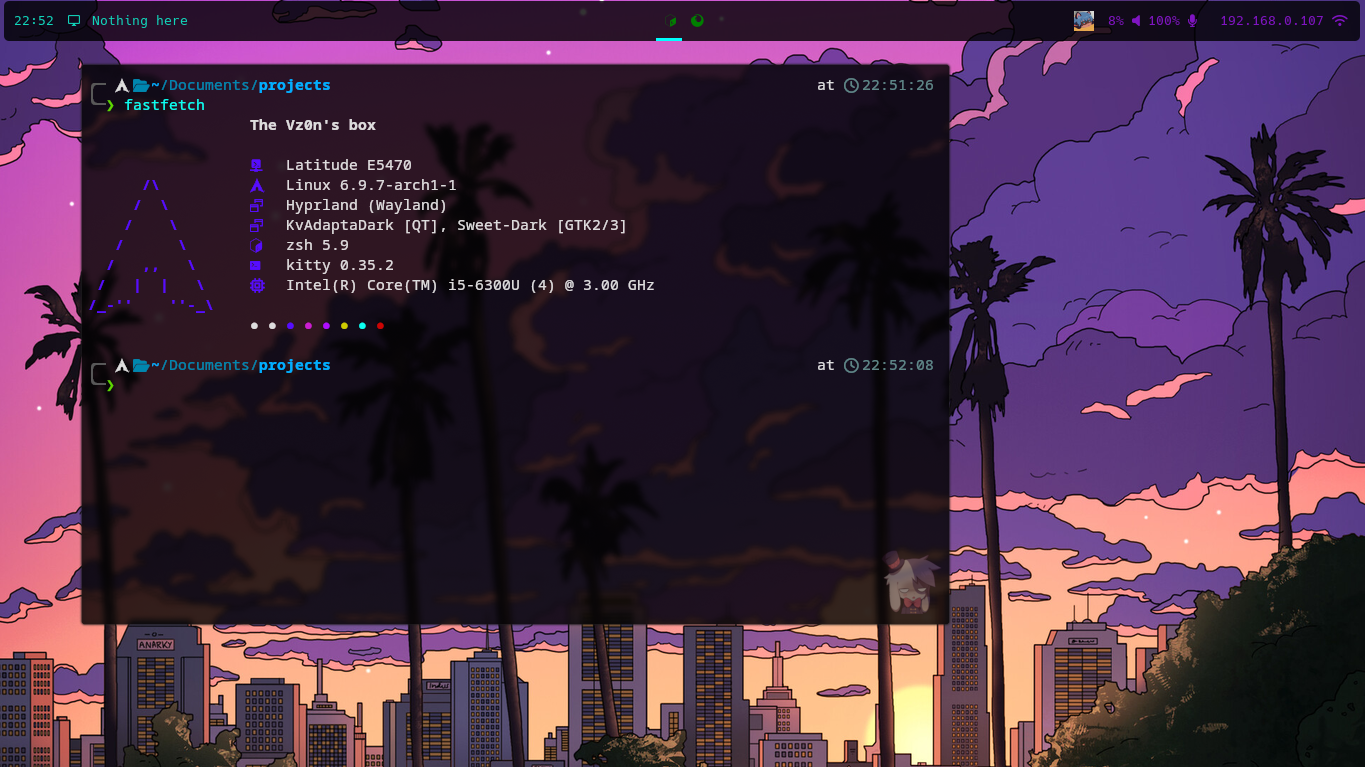 22:52 Nothing here 8% 100% 192.168.0.107
~/Documents/projects at 22:51:26
❯ fastfetch
The Vz0n's box
Latitude E5470
Linux 6.9.7-arch1-1
Hyprland (Wayland)
KvAdaptaDark [QT], Sweet-Dark [GTK2/3]
zsh 5.9
kitty 0.35.2
Intel(R) Core(TM) i5-6300U (4) @ 3.00 GHz
~/Documents/projects at 22:52:08
❯
ANARKY